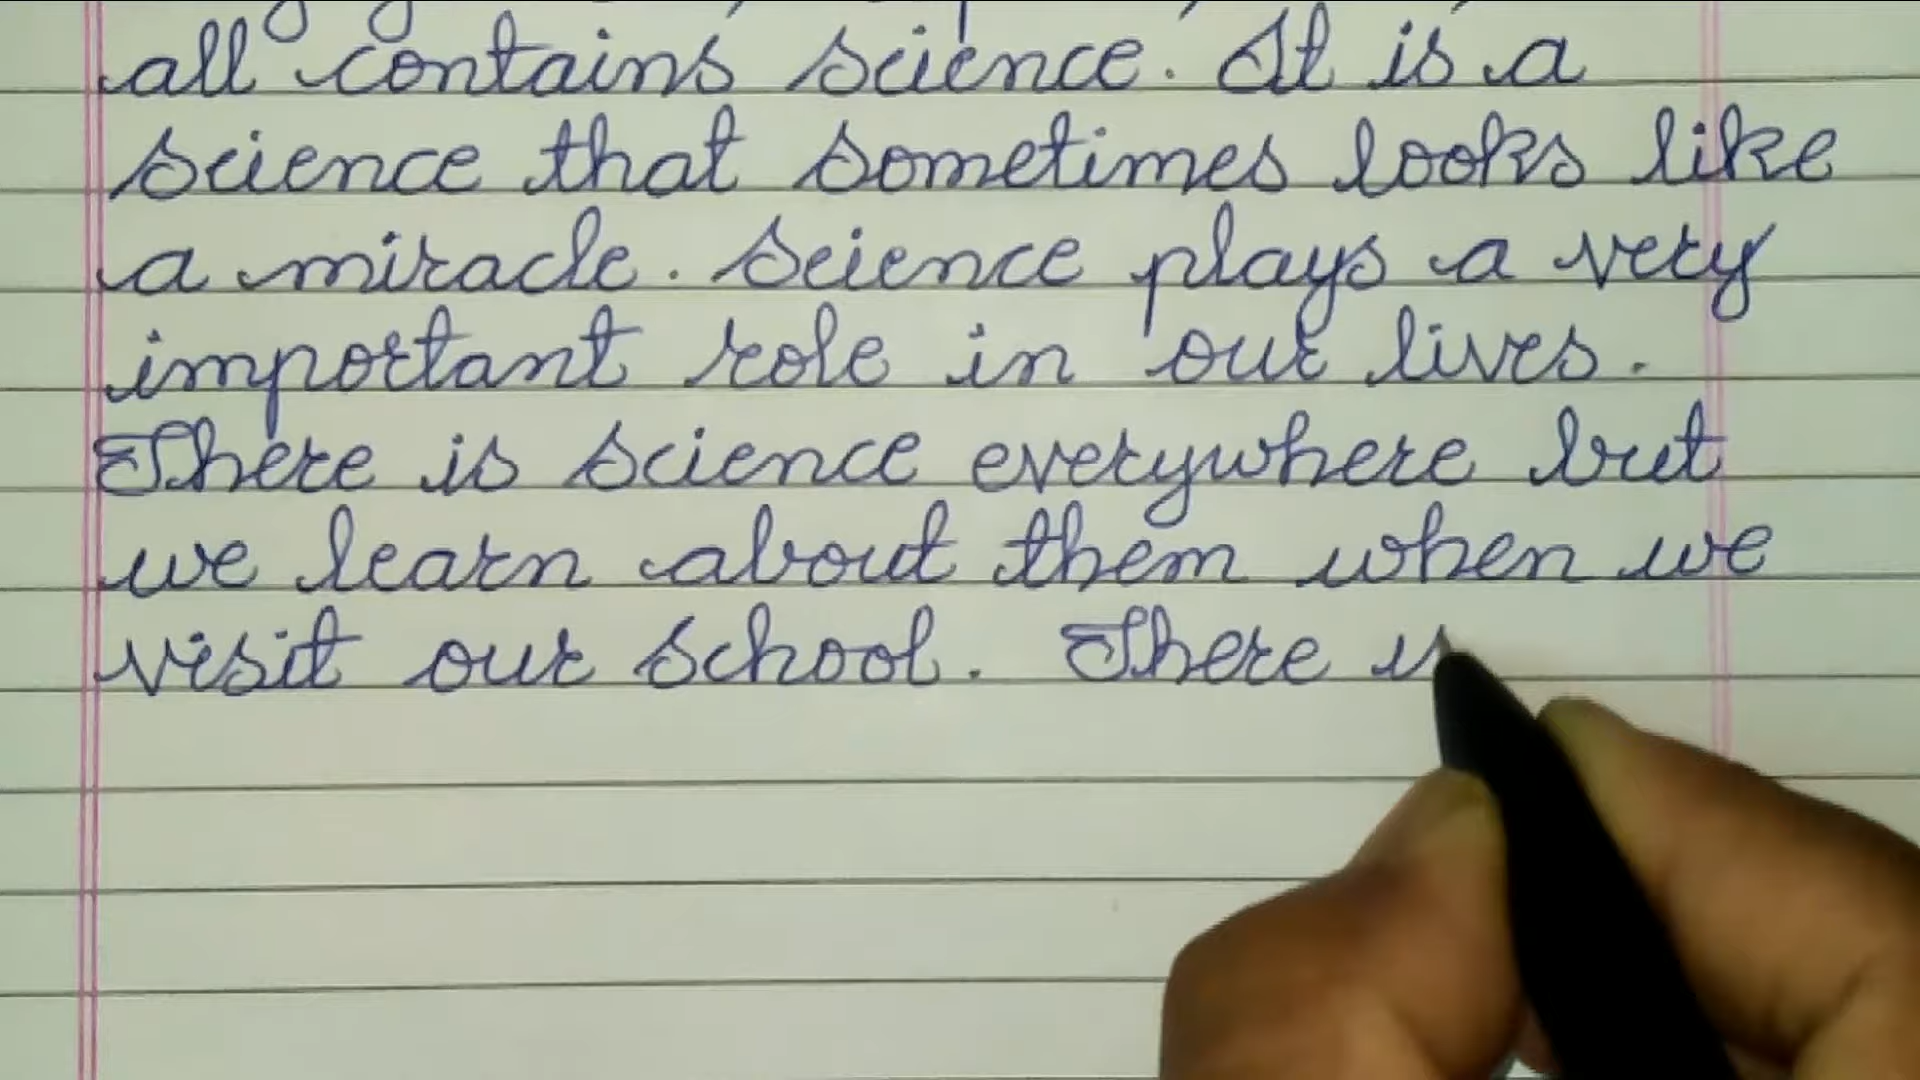 all contains science. It is a
science that sometimes looks like
a miracle. Science plays a very
important role in our lives.
There is science everywhere but
we learn about them when we
visit our school. There